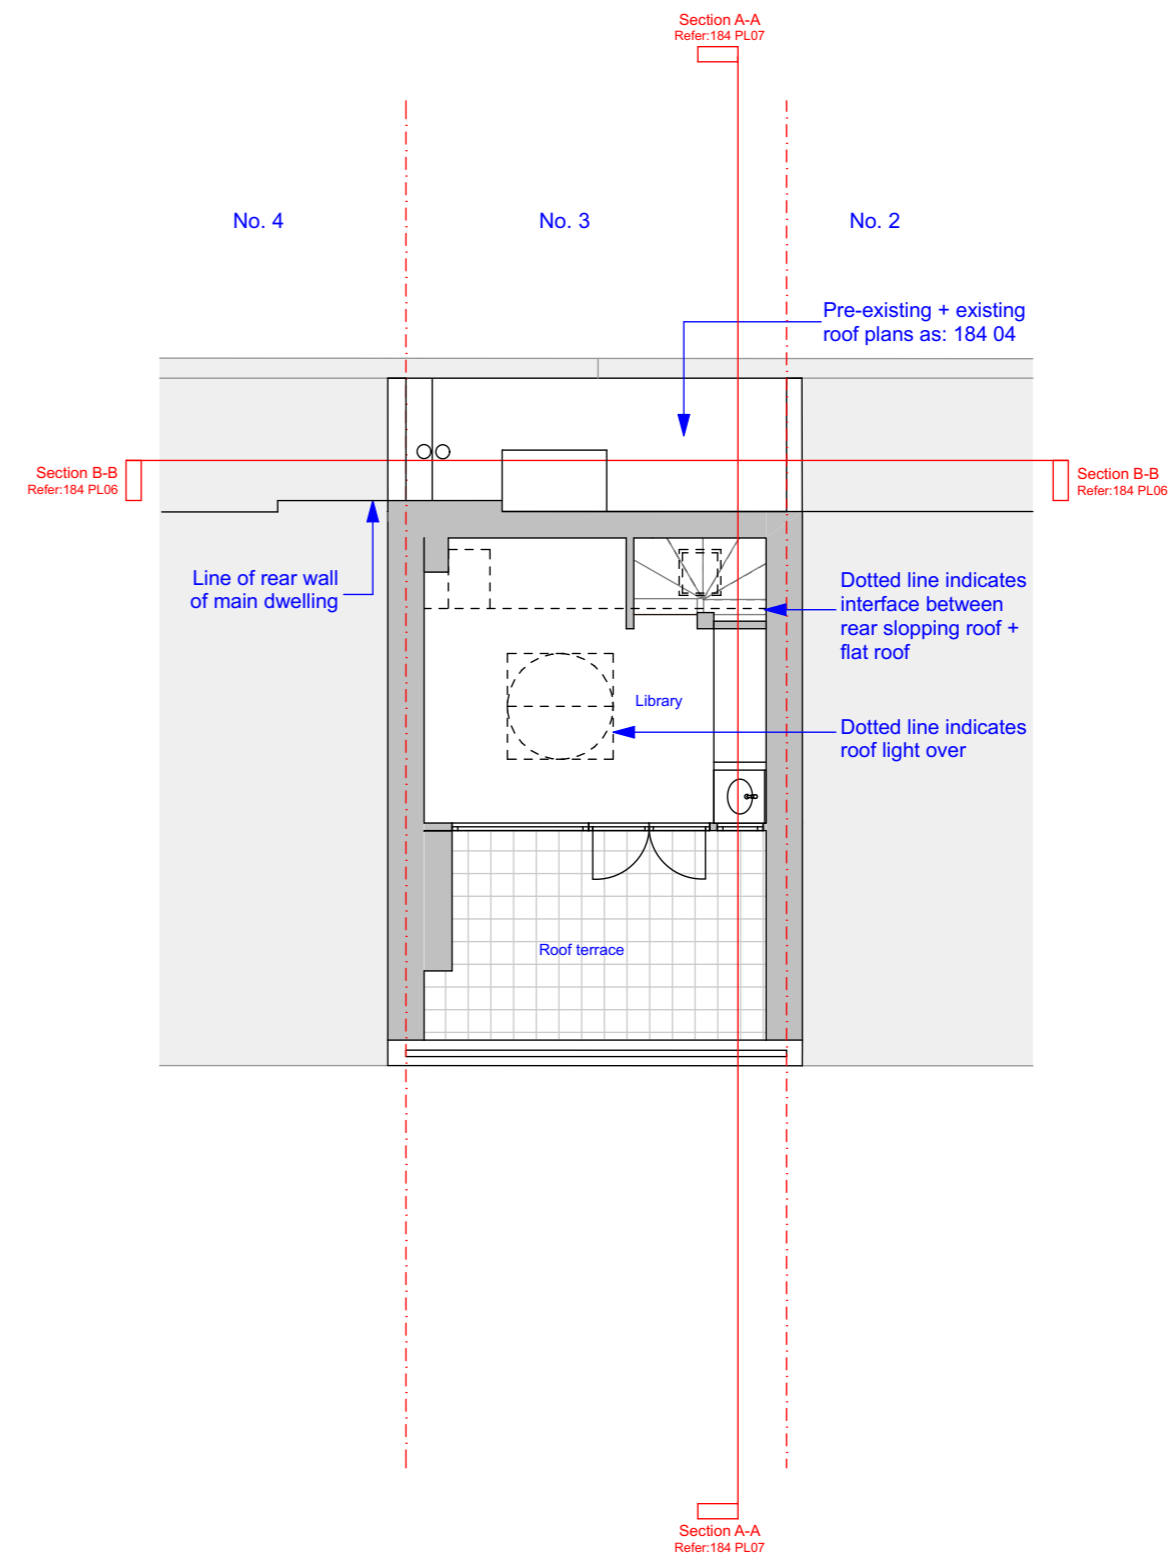 Section A-A
Refer:184 PL07
No. 4
No. 3
No. 2
Pre-existing + existing
roof plans as: 184 04
Section B-B
Refer:184 PL06
Section B-B
Refer:184 PL06
Line of rear wall
of main dwelling
Dotted line indicates
interface between
rear slopping roof +
flat roof
Library
Dotted line indicates
roof light over
Roof terrace
Section A-A
Refer:184 PL07